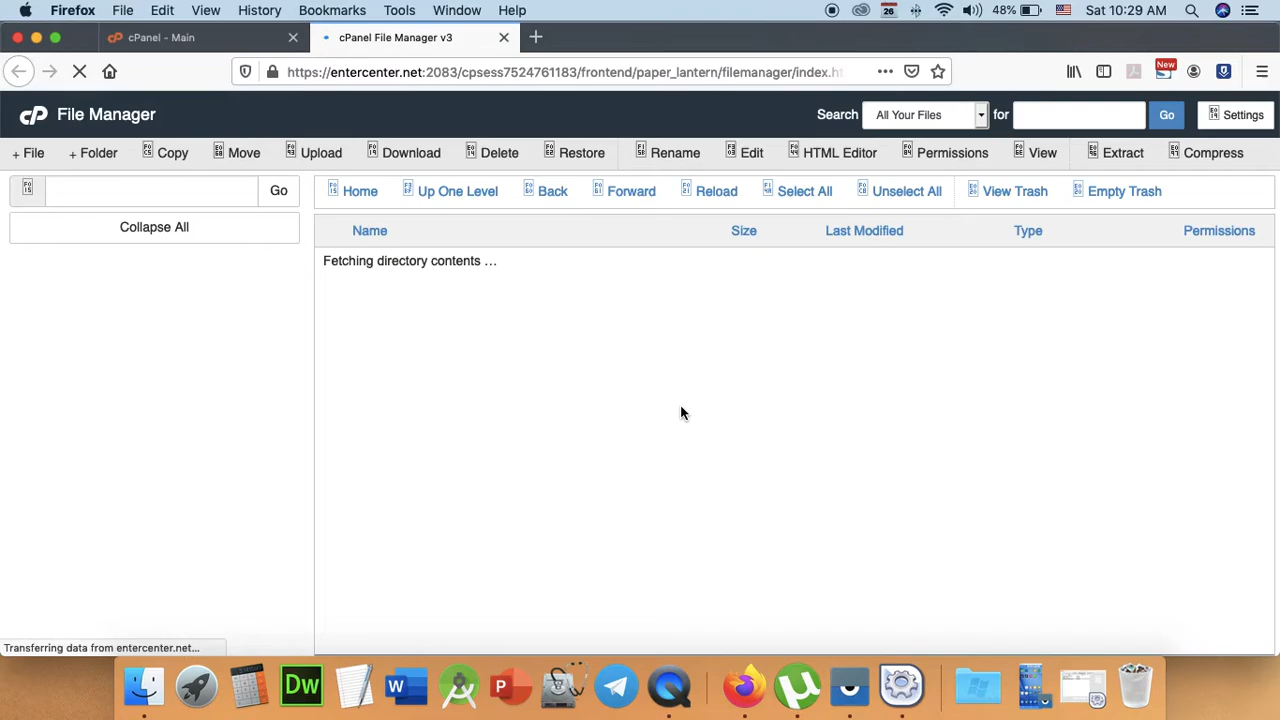 Firefox File Edit View History Bookmarks Tools Window Help 26 48% Sat 10:29 AM
cPanel - Main
cPanel File Manager v3
https://entercenter.net:2083/cpsess7524761183/frontend/paper_lantern/filemanager/index.ht
New
cP File Manager
Search All Your Files for Go Settings
+ File + Folder Copy Move Upload Download Delete Restore Rename Edit HTML Editor Permissions View Extract Compress
Go Home Up One Level Back Forward Reload Select All Unselect All View Trash Empty Trash
Collapse All
Name Size Last Modified Type Permissions
Fetching directory contents …
Transferring data from entercenter.net...
Dw W P